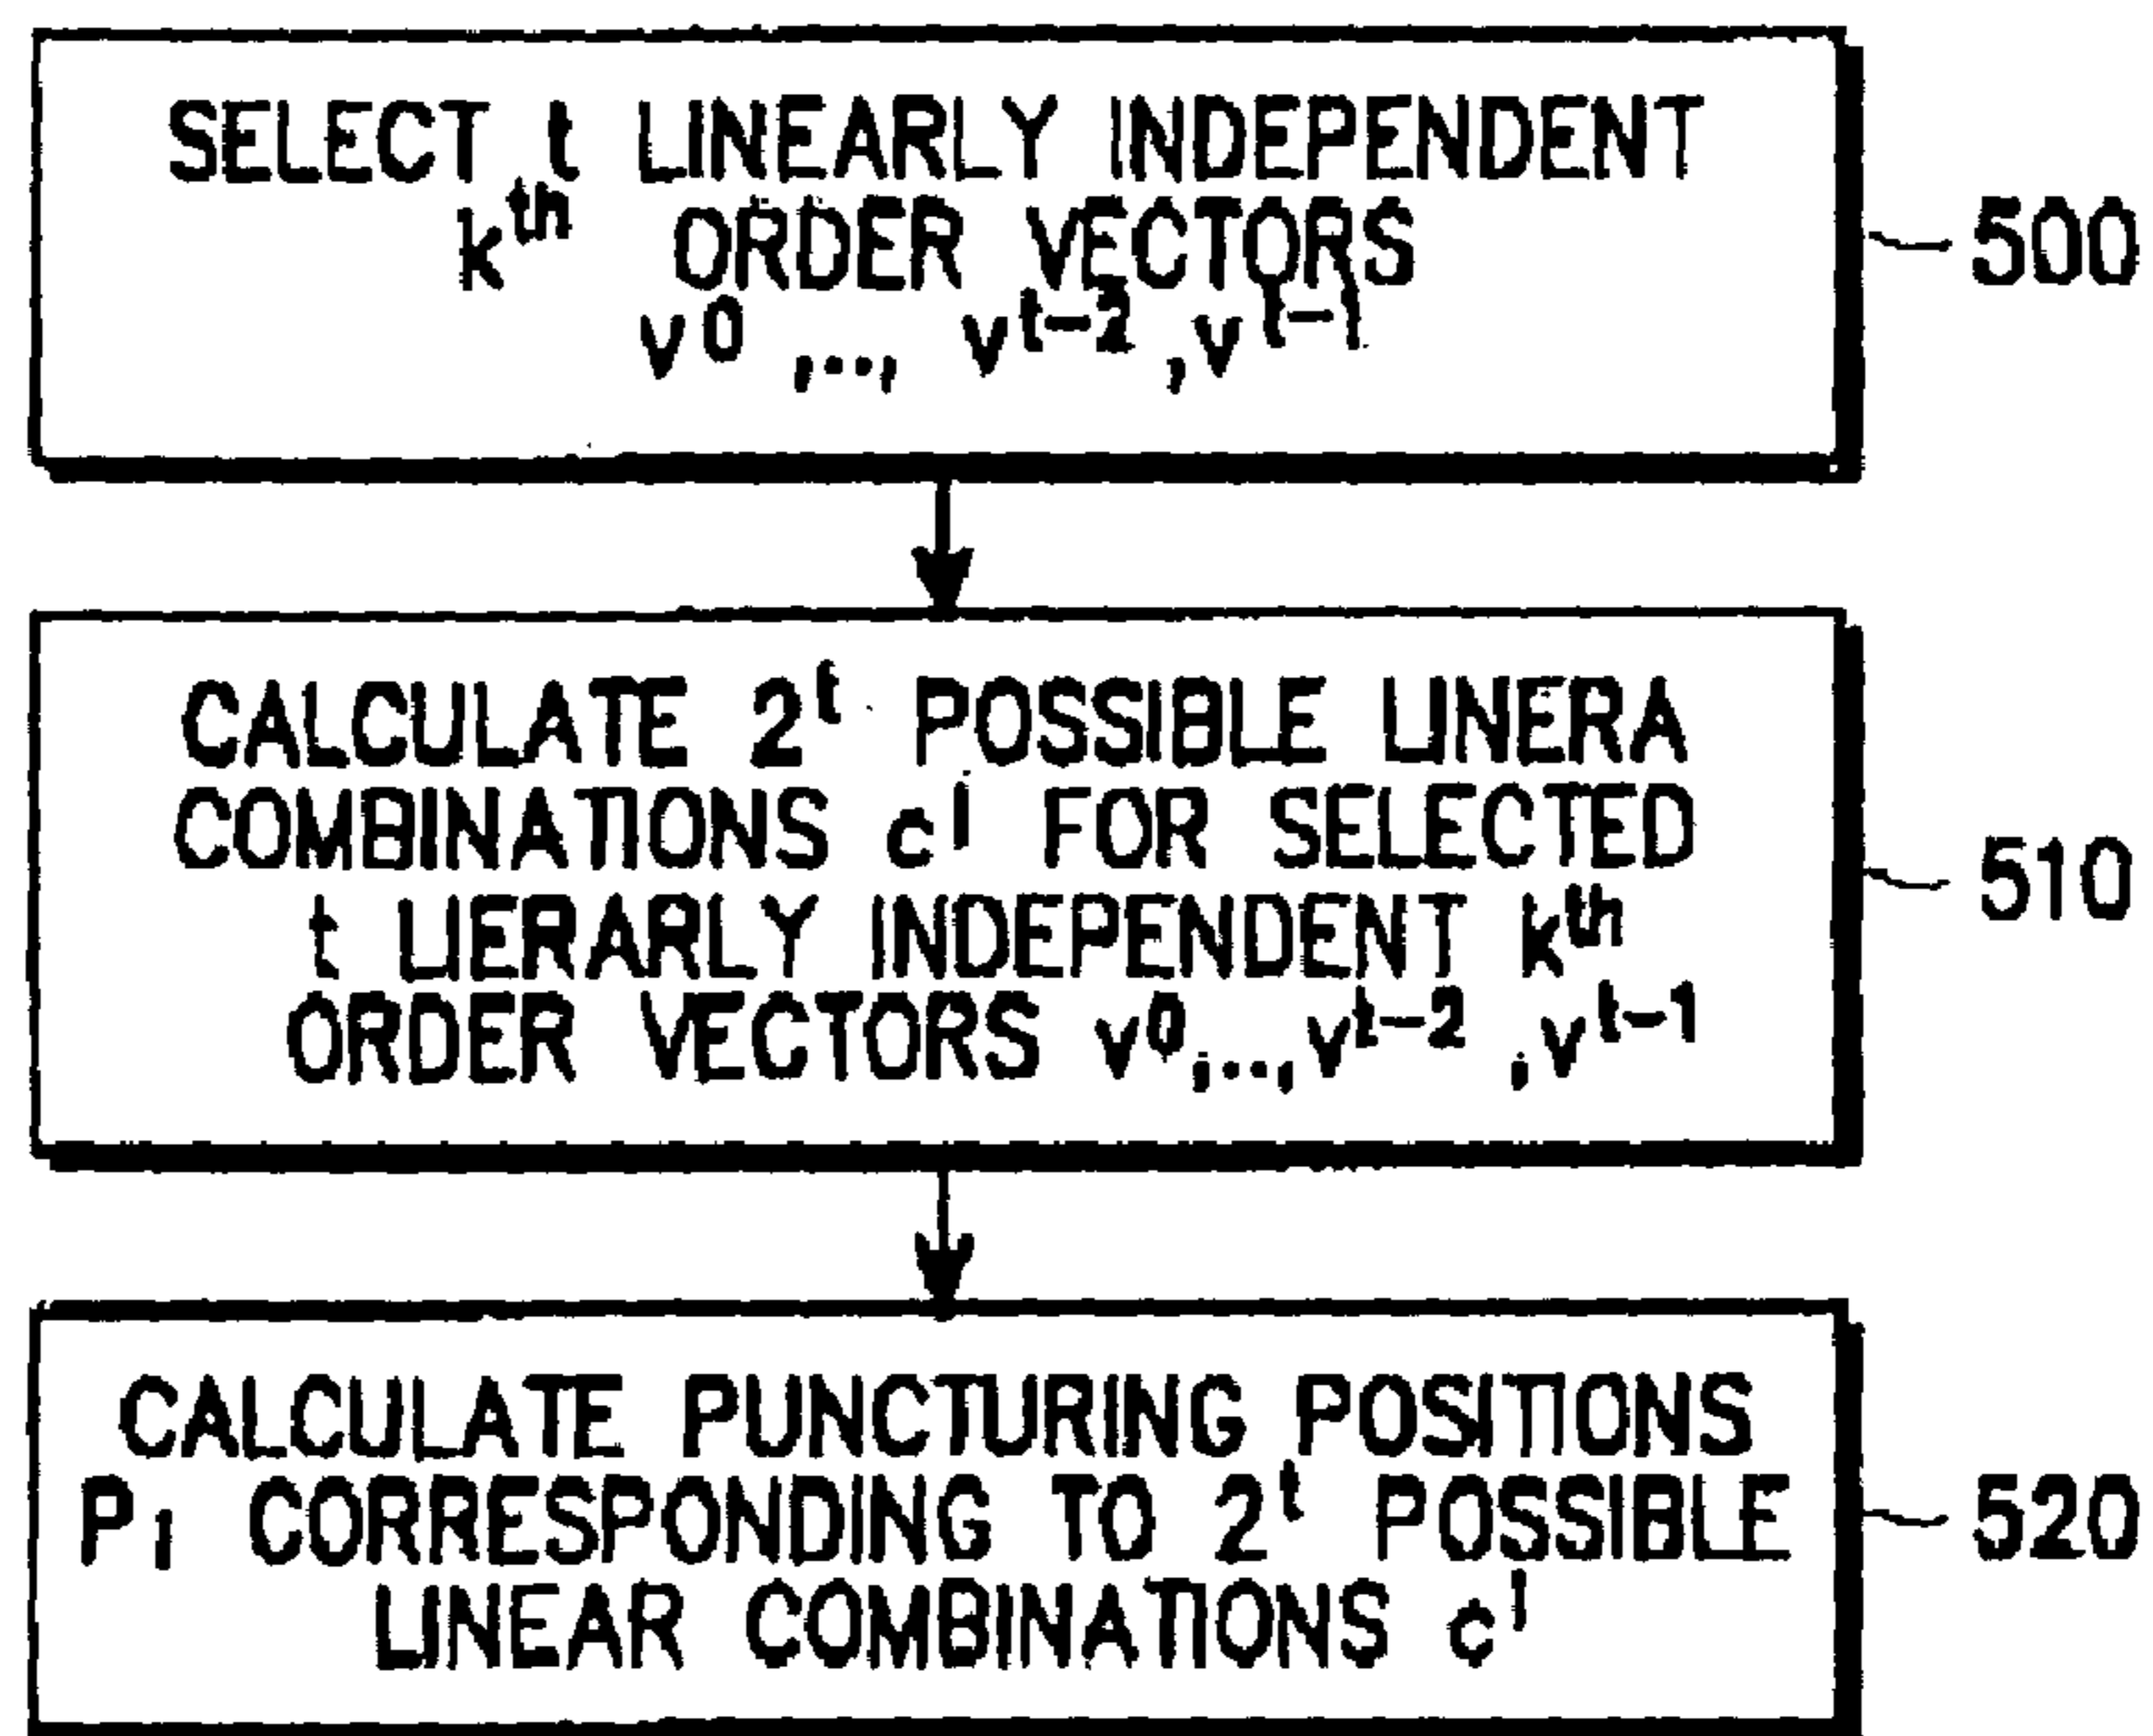 SELECT t LINEARLY INDEPENDENT
k^th ORDER VECTORS
v^0 ,..., v^t-2 ,v^t-1
500
CALCULATE 2^t POSSIBLE LINERA
COMBINATIONS c^i FOR SELECTED
t LIERARLY INDEPENDENT k^th
ORDER VECTORS v^0,...,v^t-2 ,v^t-1
510
CALCULATE PUNCTURING POSITIONS
P_i CORRESPONDING TO 2^t POSSIBLE
LINEAR COMBINATIONS c^i
520